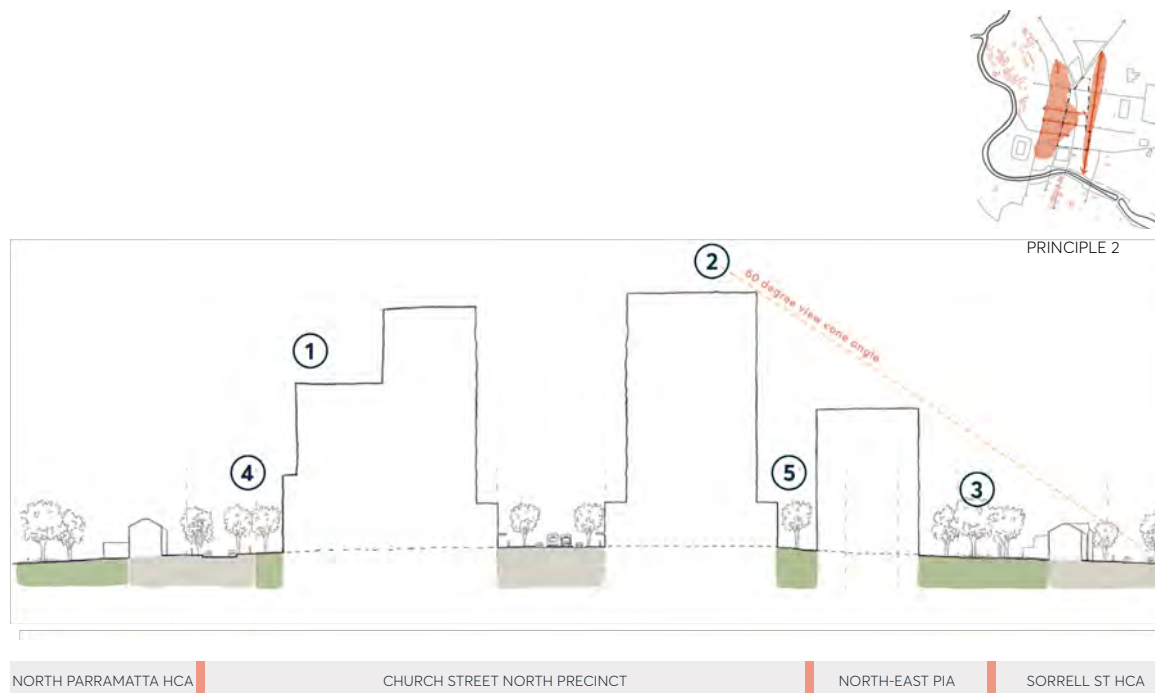 PRINCIPLE 2
2
60 degree view cone angle
1
4
5
3
NORTH PARRAMATTA HCA
CHURCH STREET NORTH PRECINCT
NORTH-EAST PIA
SORRELL ST HCA